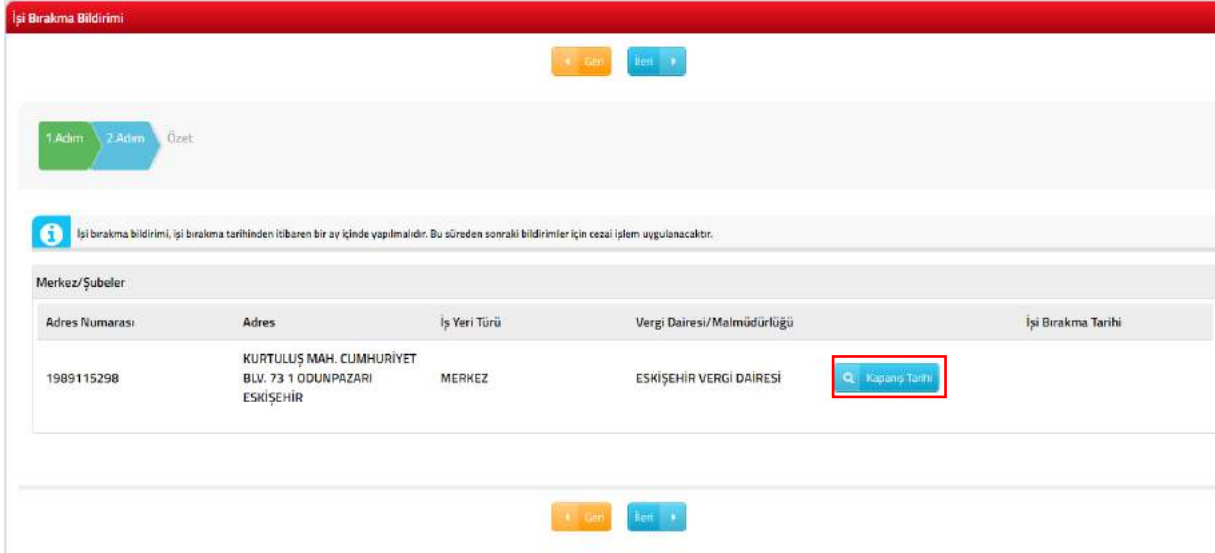 İşi Bırakma Bildirimi
Geri İleri
1.Adım 2.Adım Özet
İşi bırakma bildirimi, işi bırakma tarihinden itibaren bir ay içinde yapılmalıdır. Bu süreden sonraki bildirimler için cezai işlem uygulanacaktır.
Merkez/Şubeler
Adres Numarası Adres İş Yeri Türü Vergi Dairesi/Malmüdürlüğü İşi Bırakma Tarihi
KURTULUŞ MAH. CUMHURİYET
1989115298 BLV. 73 1 ODUNPAZARI MERKEZ ESKİŞEHİR VERGİ DAİRESİ Kapanış Tarihi
ESKİŞEHİR
Geri İleri